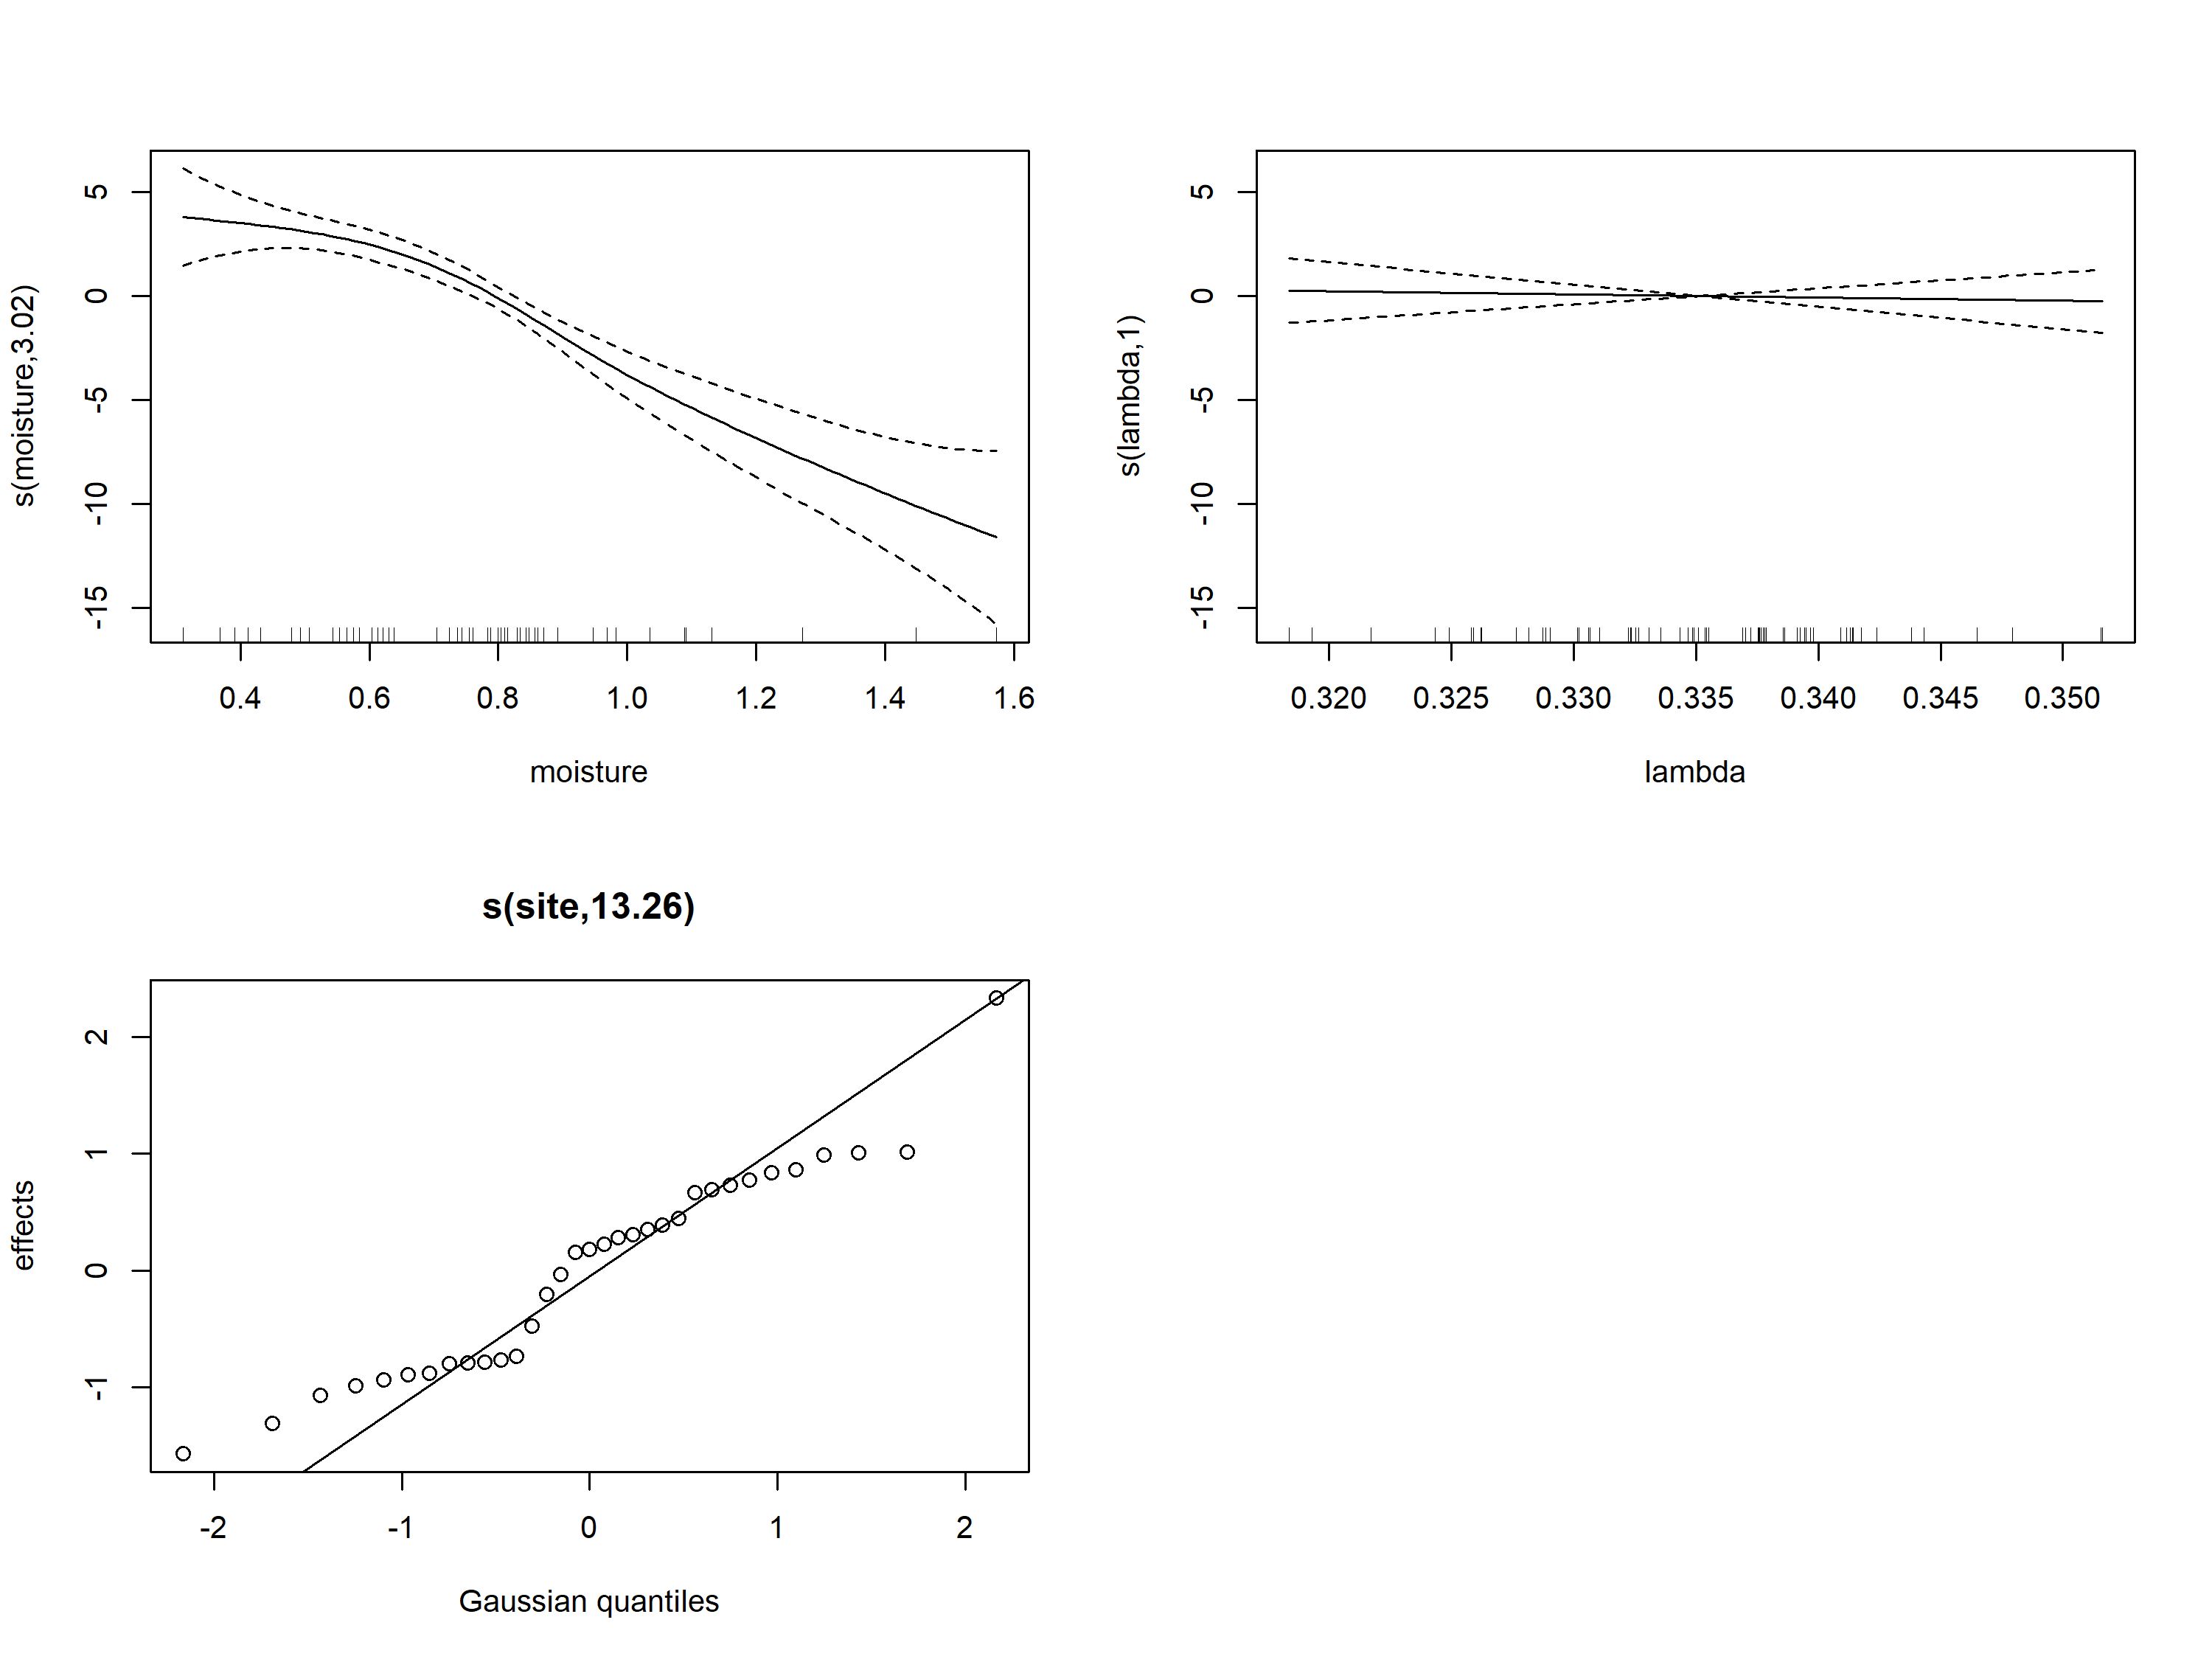 s(moisture,3.02)
5
0
-5
-10
-15
0.4 0.6 0.8 1.0 1.2 1.4 1.6
moisture
s(lambda,1)
5
0
-5
-10
-15
0.320 0.325 0.330 0.335 0.340 0.345 0.350
lambda
s(site,13.26)
effects
2
1
0
-1
-2 -1 0 1 2
Gaussian quantiles